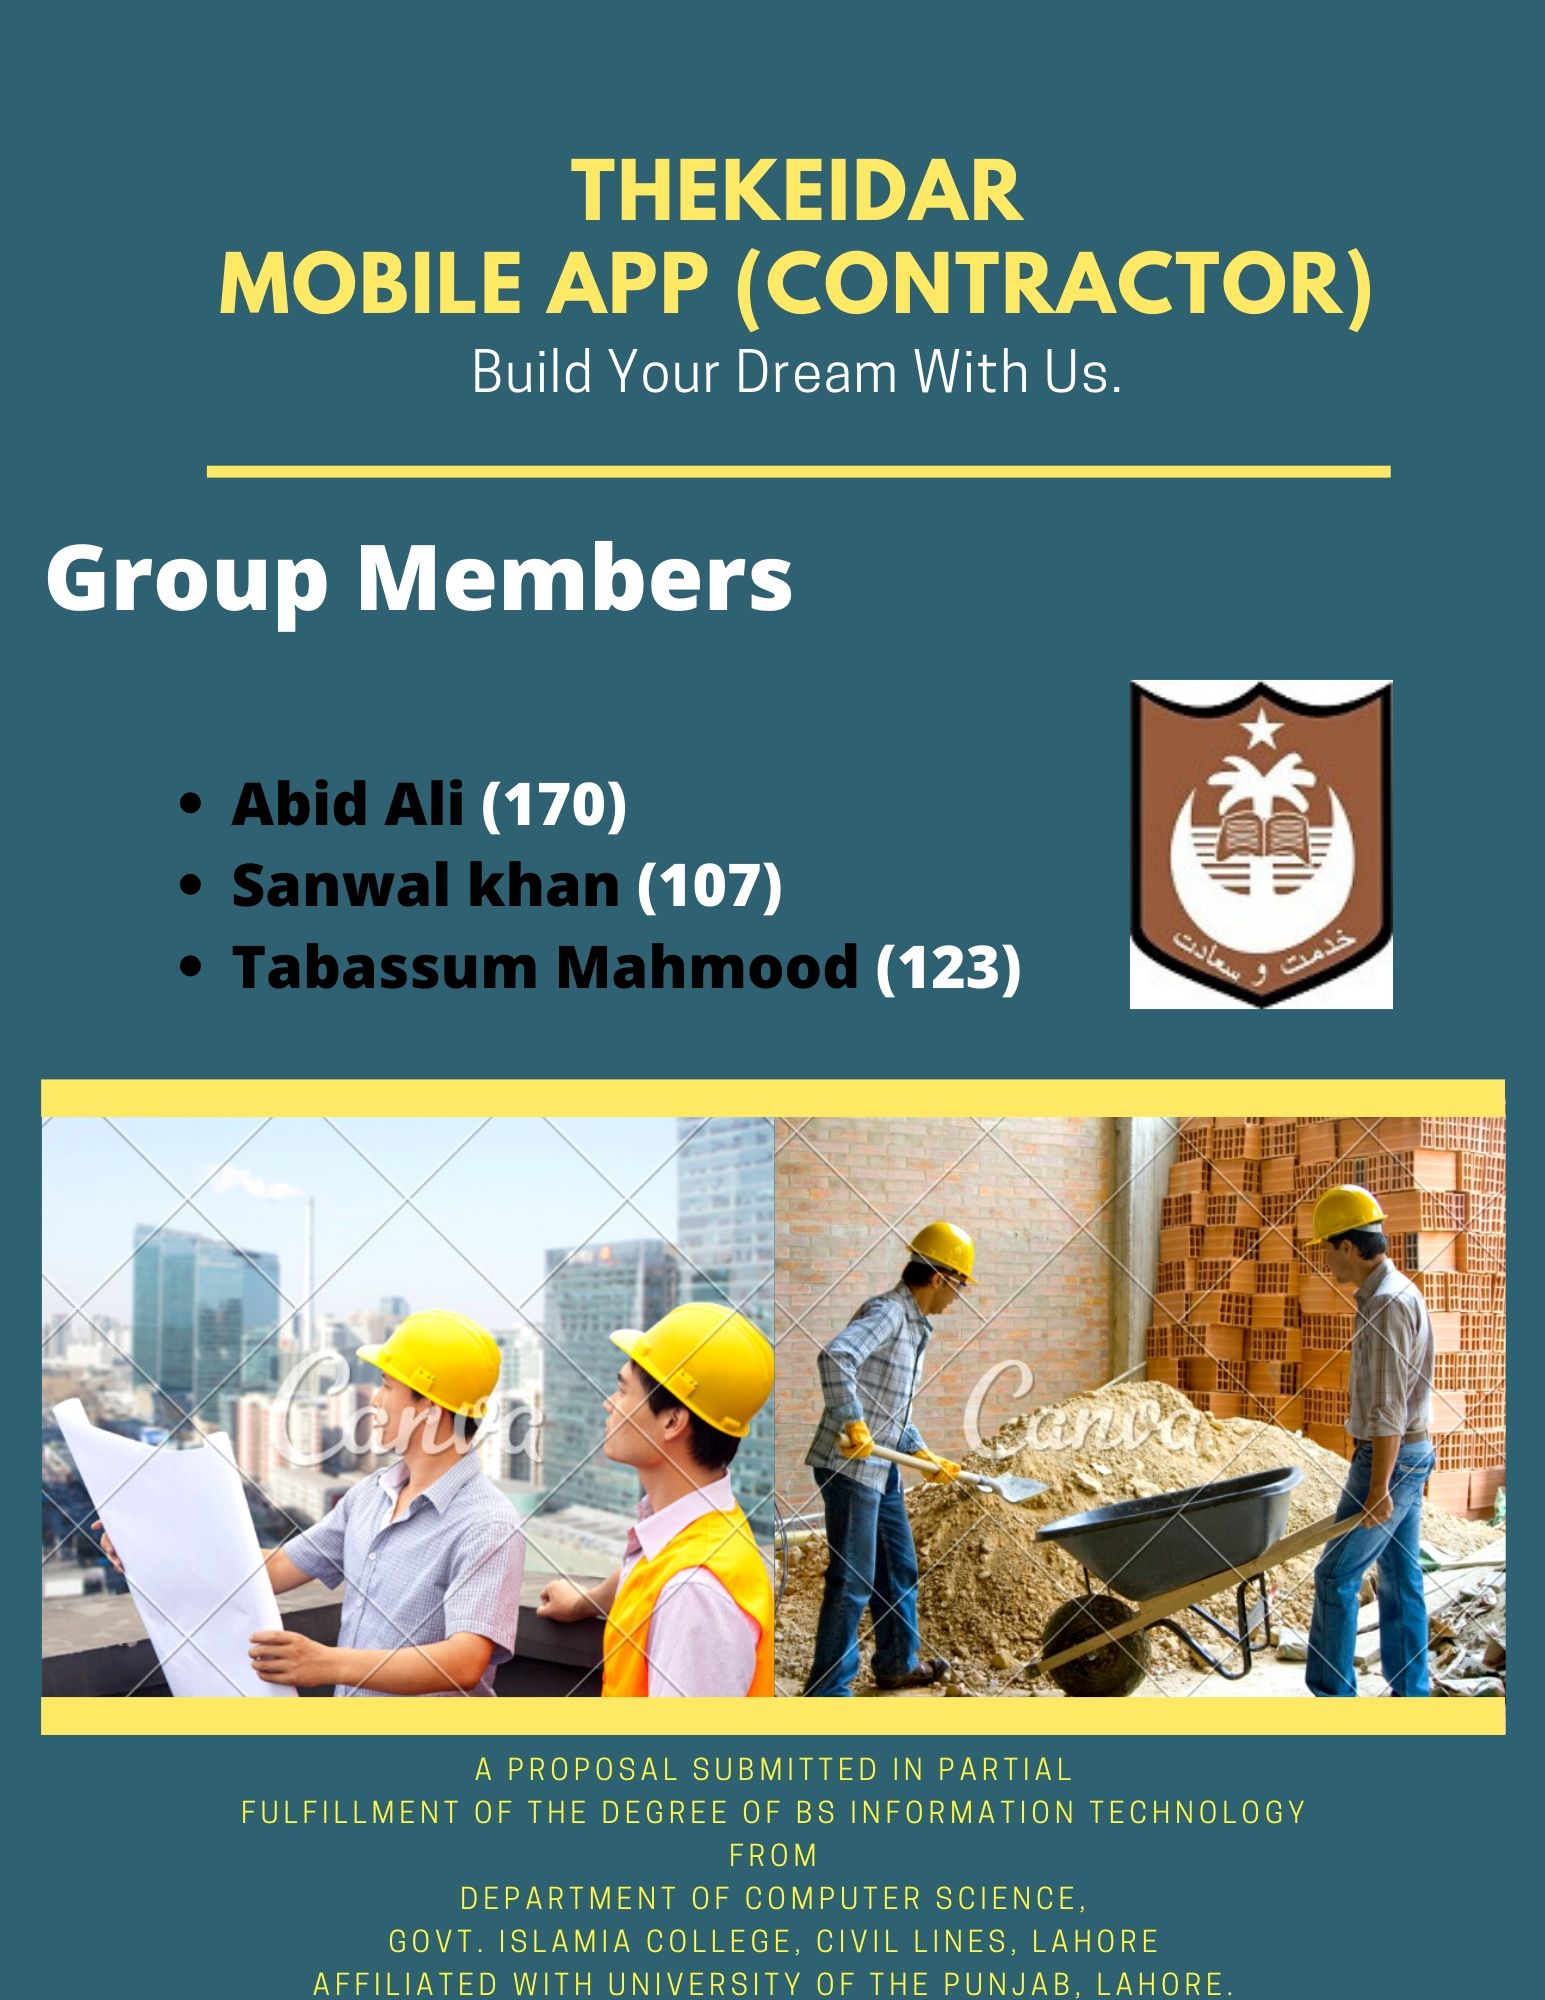 THEKEIDAR
MOBILE APP (CONTRACTOR)
Build Your Dream With Us.
Group Members
• Abid Ali (170)
• Sanwal khan (107)
• Tabassum Mahmood (123)
خدمت و سعادت
Canva
Canva
A PROPOSAL SUBMITTED IN PARTIAL
FULFILLMENT OF THE DEGREE OF BS INFORMATION TECHNOLOGY
FROM
DEPARTMENT OF COMPUTER SCIENCE,
GOVT. ISLAMIA COLLEGE, CIVIL LINES, LAHORE
AFFILIATED WITH UNIVERSITY OF THE PUNJAB, LAHORE.